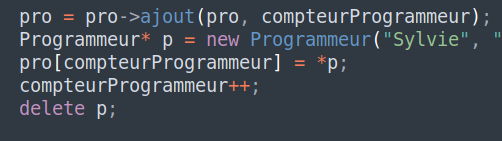 pro = pro->ajout(pro, compteurProgrammeur);
Programmeur* p = new Programmeur("Sylvie", "
pro[compteurProgrammeur] = *p;
compteurProgrammeur++;
delete p;